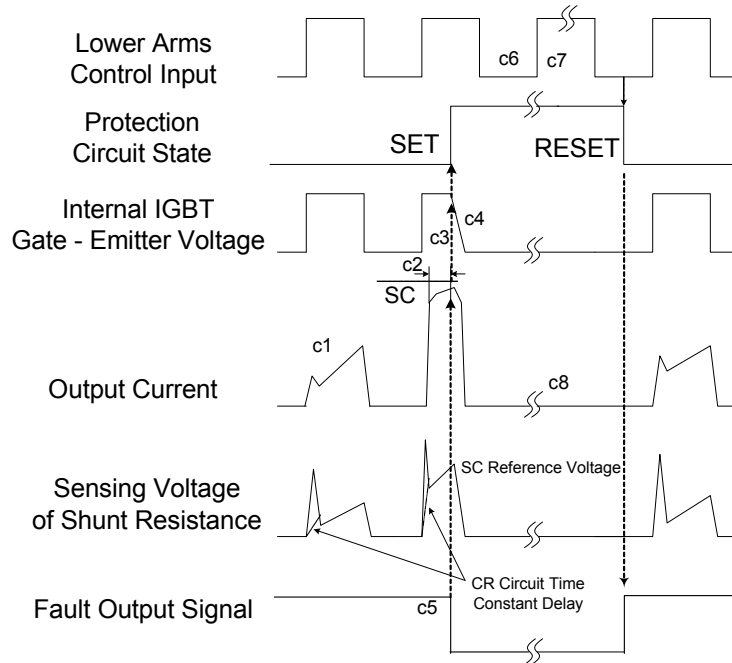 Lower Arms
Control Input
c6
c7
Protection
Circuit State
SET
RESET
Internal IGBT
Gate - Emitter Voltage
c4
c3
c2
SC
c1
Output Current
c8
SC Reference Voltage
Sensing Voltage
of Shunt Resistance
CR Circuit Time
Constant Delay
Fault Output Signal
c5